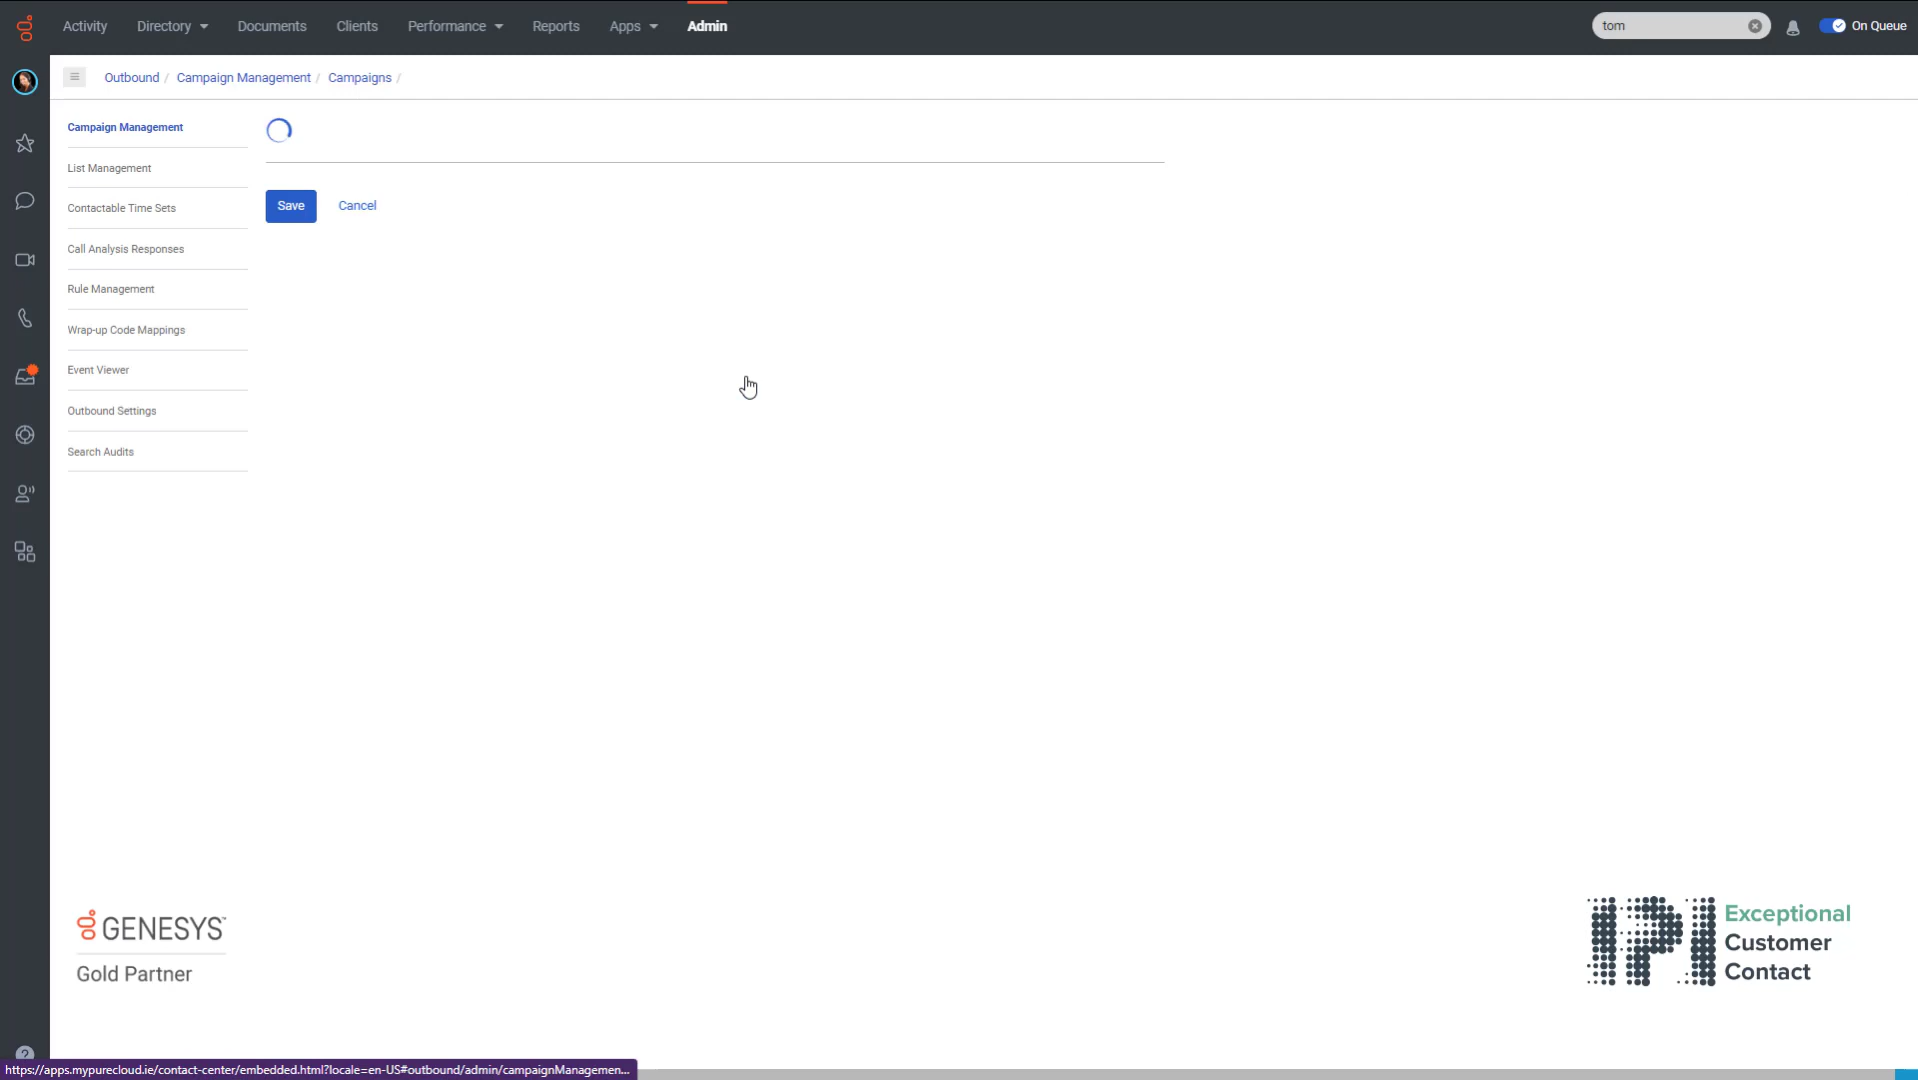 Activity Directory Documents Clients Performance Reports Apps Admin tom On Queue
Outbound / Campaign Management / Campaigns /
Campaign Management
List Management
Contactable Time Sets
Call Analysis Responses
Rule Management
Wrap-up Code Mappings
Event Viewer
Outbound Settings
Search Audits
Save Cancel
GENESYS™
Gold Partner
IPI
Exceptional
Customer
Contact
https://apps.mypurecloud.ie/contact-center/embedded.html?locale=en-US#outbound/admin/campaignManagemen...